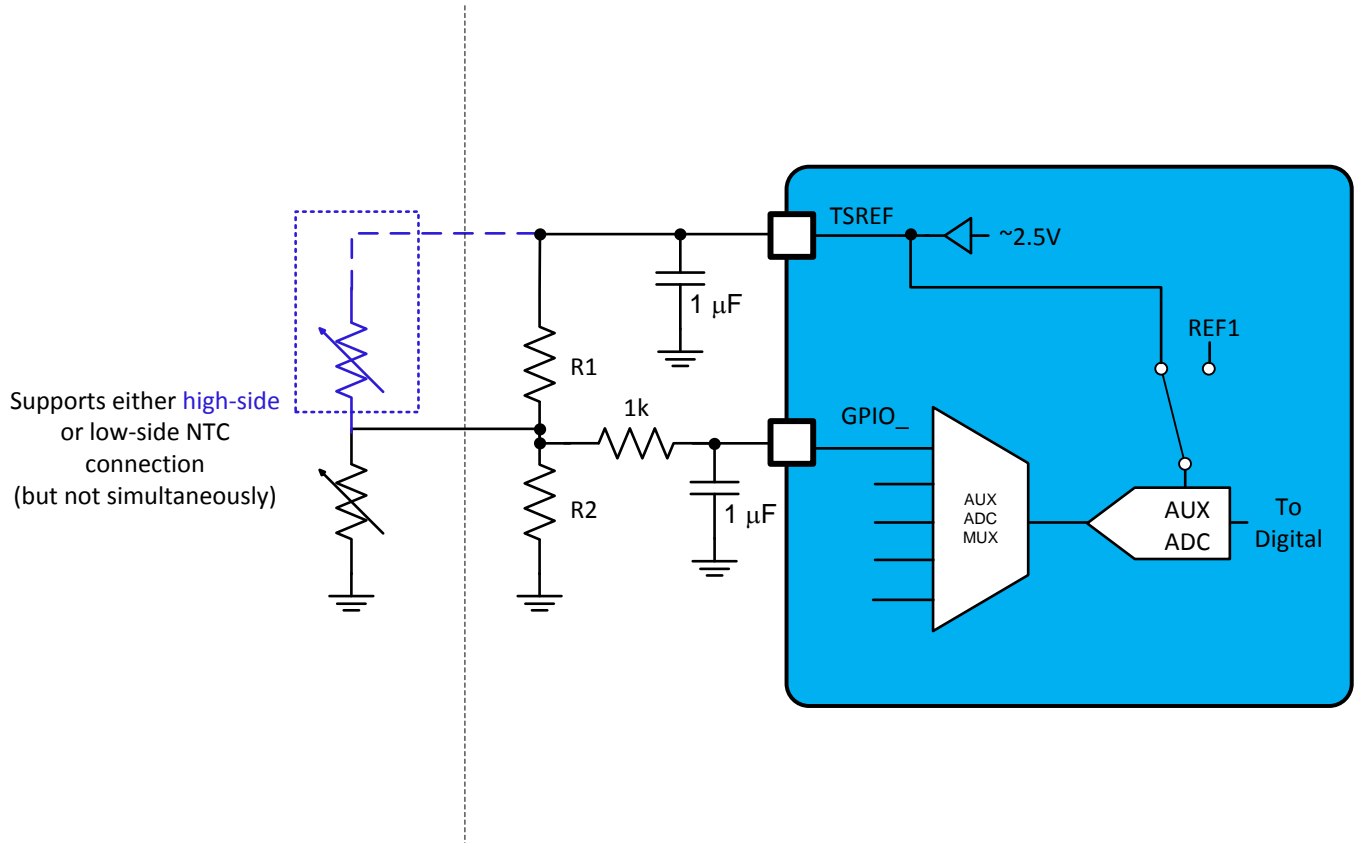 TSREF
~2.5V
1 μF
REF1
R1
Supports either high-side
or low-side NTC
connection
(but not simultaneously)
1k
GPIO_
R2
1 μF
AUX
ADC
MUX
AUX
ADC
To
Digital